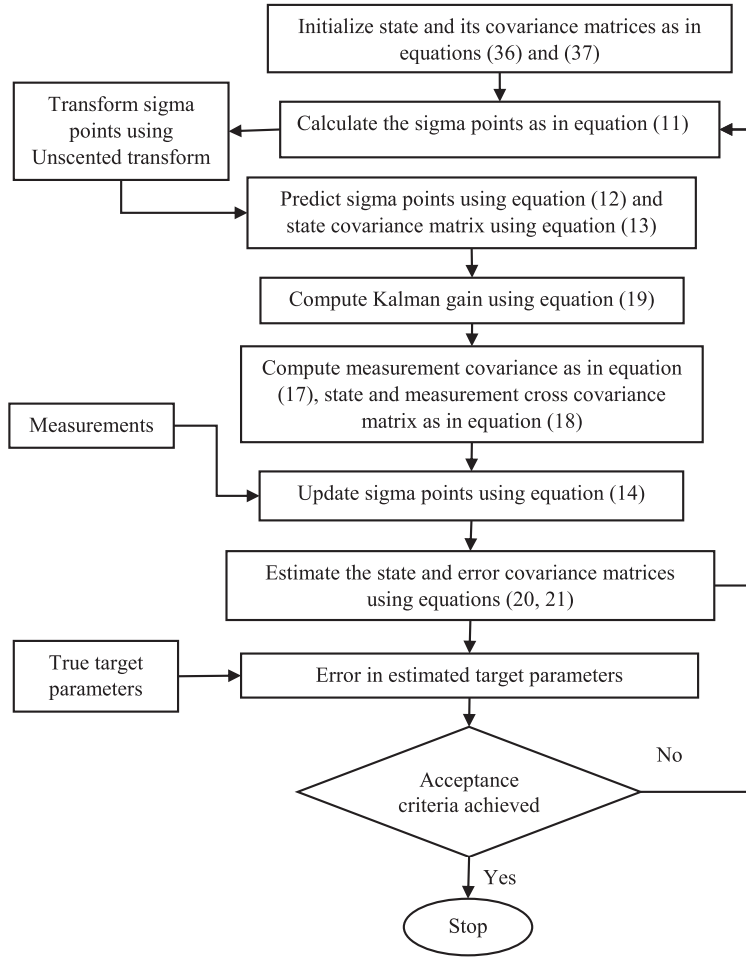 Initialize state and its covariance matrices as in
equations (36) and (37)
Transform sigma
points using
Unscented transform
Calculate the sigma points as in equation (11)
Predict sigma points using equation (12) and
state covariance matrix using equation (13)
Compute Kalman gain using equation (19)
Compute measurement covariance as in equation
(17), state and measurement cross covariance
matrix as in equation (18)
Measurements
Update sigma points using equation (14)
Estimate the state and error covariance matrices
using equations (20, 21)
True target
parameters
Error in estimated target parameters
No
Acceptance
criteria achieved
Yes
Stop